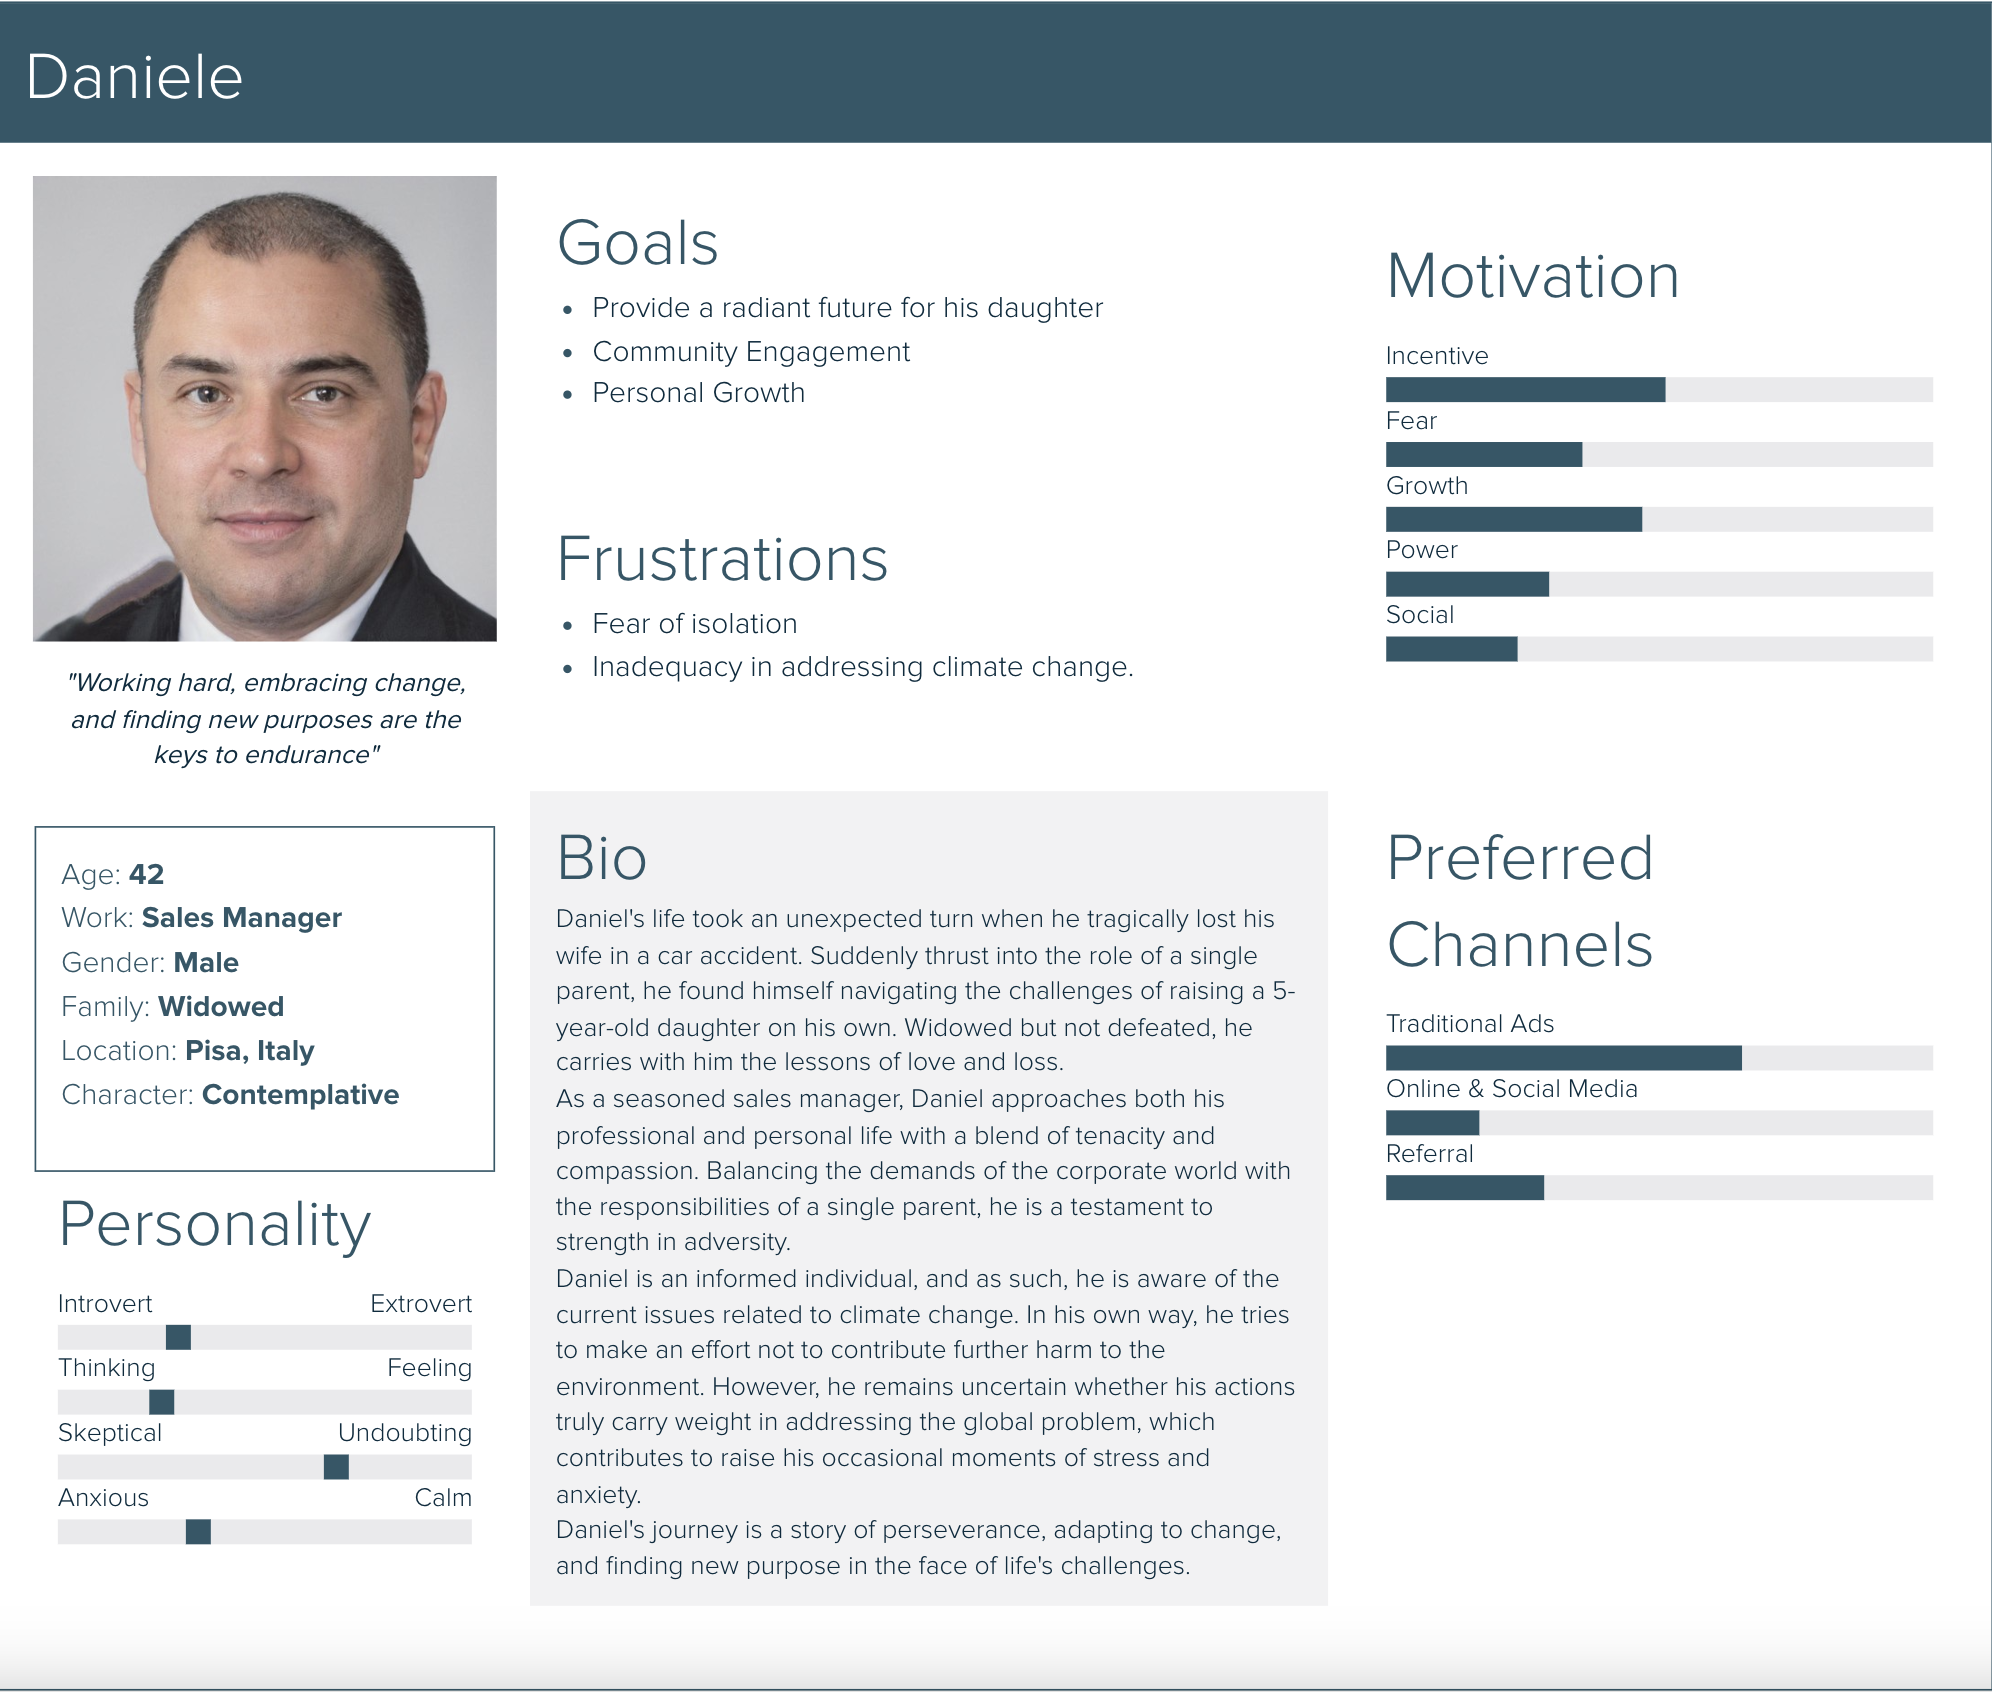 Daniele
"Working hard, embracing change,
and finding new purposes are the
keys to endurance"
Age: 42
Work: Sales Manager
Gender: Male
Family: Widowed
Location: Pisa, Italy
Character: Contemplative
Personality
Introvert Extrovert
Thinking Feeling
Skeptical Undoubting
Anxious Calm
Goals
• Provide a radiant future for his daughter
• Community Engagement
• Personal Growth
Frustrations
• Fear of isolation
• Inadequacy in addressing climate change.
Bio
Daniel's life took an unexpected turn when he tragically lost his
wife in a car accident. Suddenly thrust into the role of a single
parent, he found himself navigating the challenges of raising a 5-
year-old daughter on his own. Widowed but not defeated, he
carries with him the lessons of love and loss.
As a seasoned sales manager, Daniel approaches both his
professional and personal life with a blend of tenacity and
compassion. Balancing the demands of the corporate world with
the responsibilities of a single parent, he is a testament to
strength in adversity.
Daniel is an informed individual, and as such, he is aware of the
current issues related to climate change. In his own way, he tries
to make an effort not to contribute further harm to the
environment. However, he remains uncertain whether his actions
truly carry weight in addressing the global problem, which
contributes to raise his occasional moments of stress and
anxiety.
Daniel's journey is a story of perseverance, adapting to change,
and finding new purpose in the face of life's challenges.
Motivation
Incentive
Fear
Growth
Power
Social
Preferred
Channels
Traditional Ads
Online & Social Media
Referral